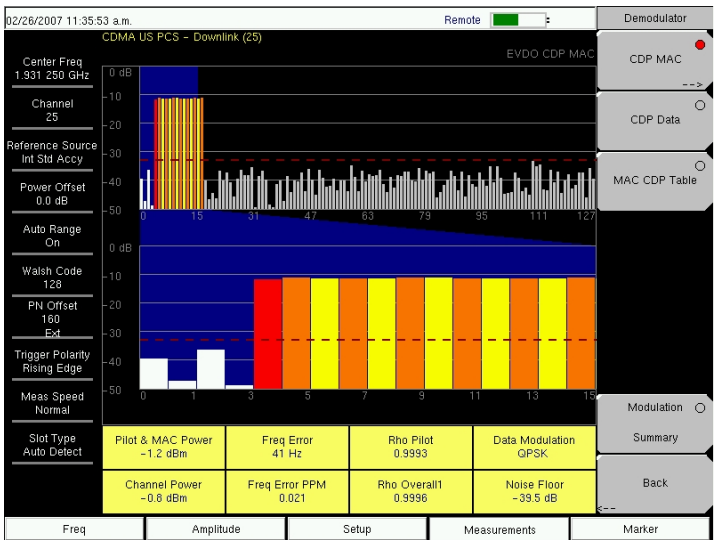 02/26/2007 11:35:53 a.m.
Remote
Demodulator
CDMA US PCS - Downlink (25)
EVDO CDP MAC
Center Freq
1.931 250 GHz
Channel
25
Reference Source
Int Std Accy
Power Offset
0.0 dB
Auto Range
On
Walsh Code
128
PN Offset
160
Ext
Trigger Polarity
Rising Edge
Meas Speed
Normal
Slot Type
Auto Detect
0 dB
-10
-20
-30
-40
-50
0 15 31 47 63 79 95 111 127
0 dB
-10
-20
-30
-40
-50
0 1 3 5 7 9 11 13 15
Pilot & MAC Power
-1.2 dBm
Freq Error
41 Hz
Rho Pilot
0.9993
Data Modulation
QPSK
Channel Power
-0.8 dBm
Freq Error PPM
0.021
Rho Overall1
0.9996
Noise Floor
-39.5 dB
CDP MAC
-->
CDP Data
MAC CDP Table
Modulation
Summary
Back
<--
Freq
Amplitude
Setup
Measurements
Marker